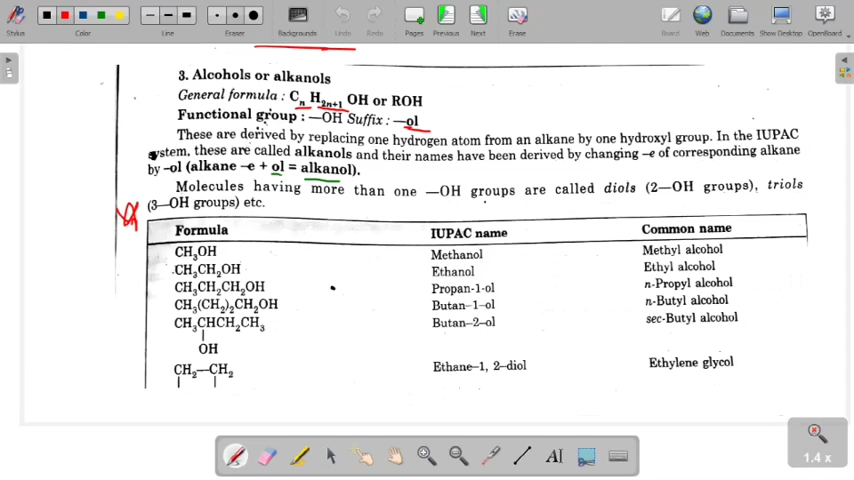 Color
Line
Eraser
Backgrounds
Undo
Redo
Pages
Previous
Next
Erase
Board
Web
Documents
Show Desktop
OpenBoard
3. Alcohols or alkanols
General formula : CₙH₂ₙ₊₁ OH or ROH
Functional group : —OH Suffix : —ol
These are derived by replacing one hydrogen atom from an alkane by one hydroxyl group. In the IUPAC
system, these are called alkanols and their names have been derived by changing –e of corresponding alkane
by -ol (alkane –e + ol = alkanol).
Molecules having more than one —OH groups are called diols (2—OH groups), triols
(3—OH groups) etc.
Formula IUPAC name Common name
CH₃OH Methanol Methyl alcohol
CH₃CH₂OH Ethanol Ethyl alcohol
CH₃CH₂CH₂OH Propan-1-ol n-Propyl alcohol
CH₃(CH₂)₂CH₂OH Butan–1–ol n-Butyl alcohol
CH₃CHCH₂CH₃ Butan–2–ol sec-Butyl alcohol
OH
CH₂—CH₂ Ethane–1, 2–diol Ethylene glycol
1.4 x
AI